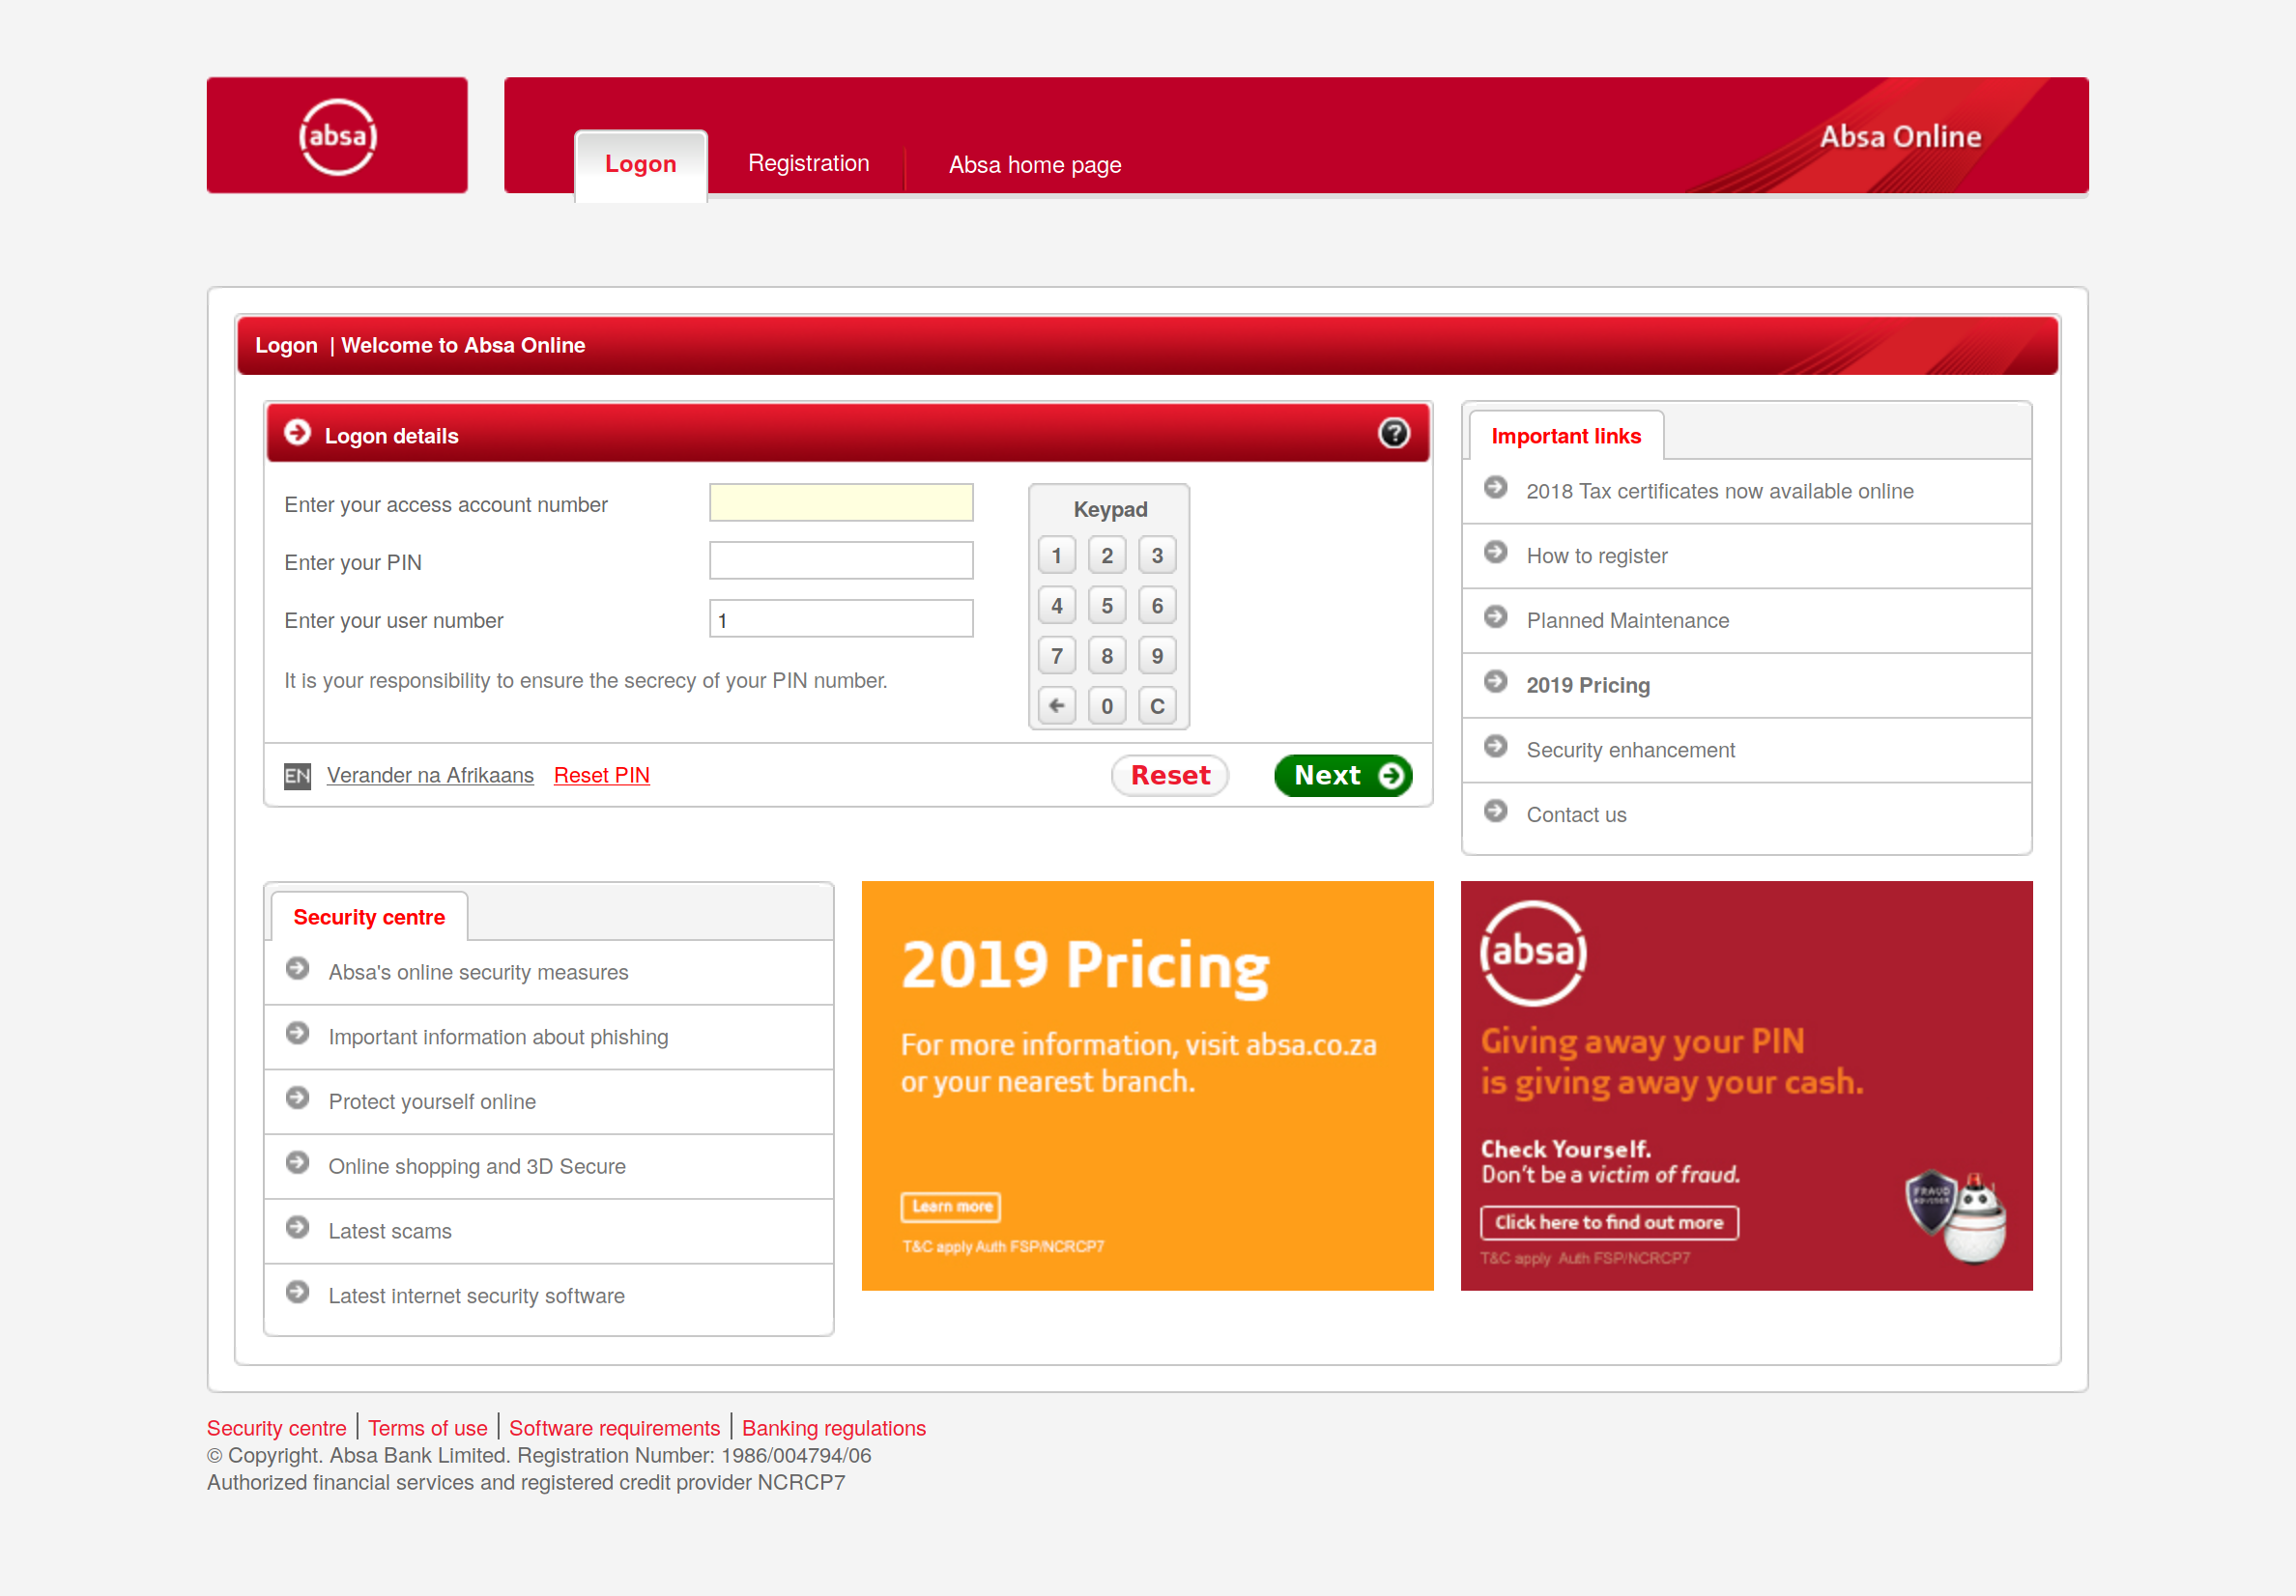 absa
Logon
Registration
Absa home page
Absa Online
Logon | Welcome to Absa Online
Logon details
?
Enter your access account number
Enter your PIN
Enter your user number
1
It is your responsibility to ensure the secrecy of your PIN number.
Keypad
1 2 3
4 5 6
7 8 9
0 C
EN Verander na Afrikaans Reset PIN
Reset
Next
Important links
2018 Tax certificates now available online
How to register
Planned Maintenance
2019 Pricing
Security enhancement
Contact us
Security centre
Absa's online security measures
Important information about phishing
Protect yourself online
Online shopping and 3D Secure
Latest scams
Latest internet security software
2019 Pricing
For more information, visit absa.co.za
or your nearest branch.
Learn more
T&C apply Auth FSP/NCRCP7
absa
Giving away your PIN
is giving away your cash.
Check Yourself.
Don't be a victim of fraud.
Click here to find out more
T&C apply Auth FSP/NCRCP7
FRAUD
Security centre | Terms of use | Software requirements | Banking regulations
© Copyright. Absa Bank Limited. Registration Number: 1986/004794/06
Authorized financial services and registered credit provider NCRCP7